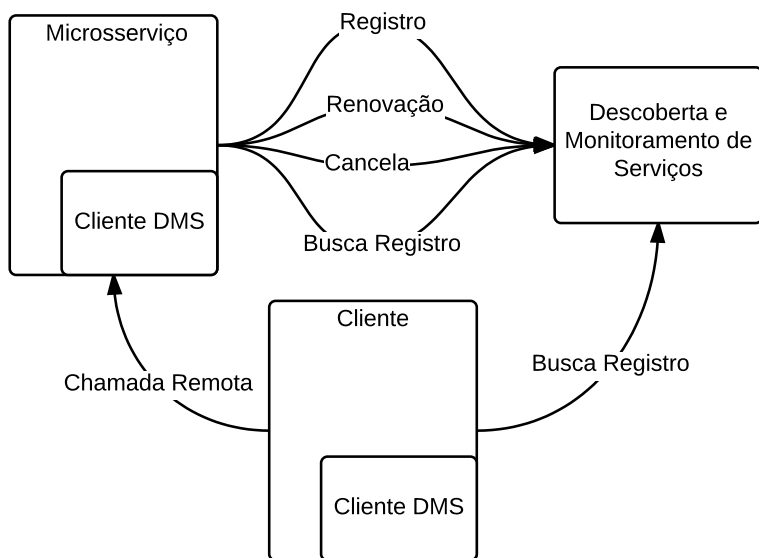 Microsserviço
Registro
Renovação
Cancela
Busca Registro
Descoberta e
Monitoramento de
Serviços
Cliente DMS
Cliente
Chamada Remota
Busca Registro
Cliente DMS